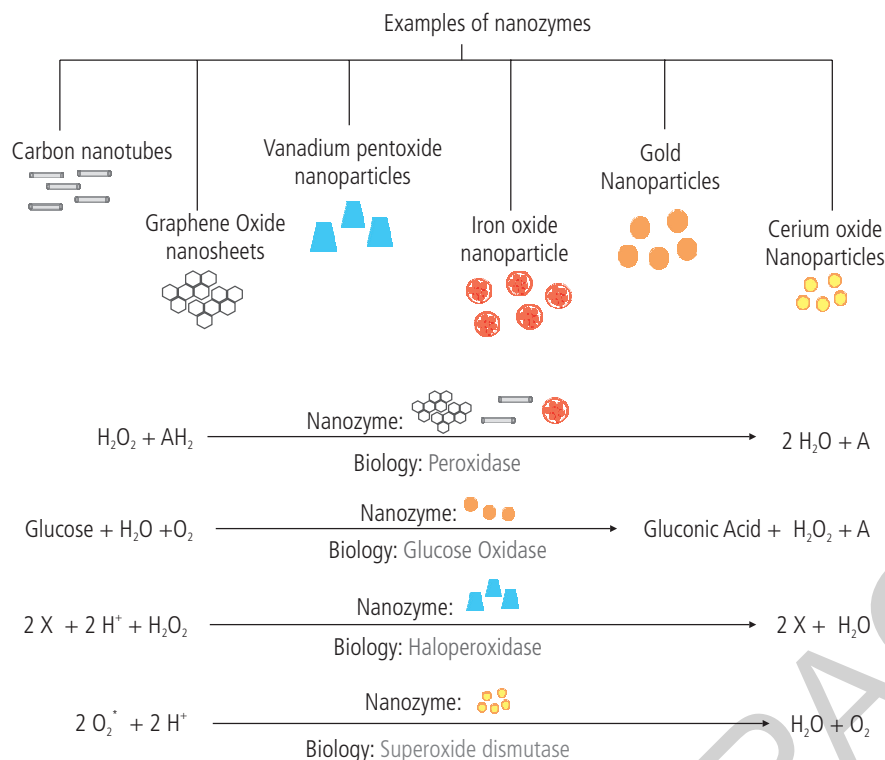 Examples of nanozymes
Carbon nanotubes
Graphene Oxide
nanosheets
Vanadium pentoxide
nanoparticles
Iron oxide
nanoparticle
Gold
Nanoparticles
Cerium oxide
Nanoparticles
H₂O₂ + AH₂
Nanozyme:
Biology: Peroxidase
2 H₂O + A
Glucose + H₂O +O₂
Nanozyme:
Biology: Glucose Oxidase
Gluconic Acid + H₂O₂ + A
2 X + 2 H⁺ + H₂O₂
Nanozyme:
Biology: Haloperoxidase
2 X + H₂O
2 O₂* + 2 H⁺
Nanozyme:
Biology: Superoxide dismutase
H₂O + O₂